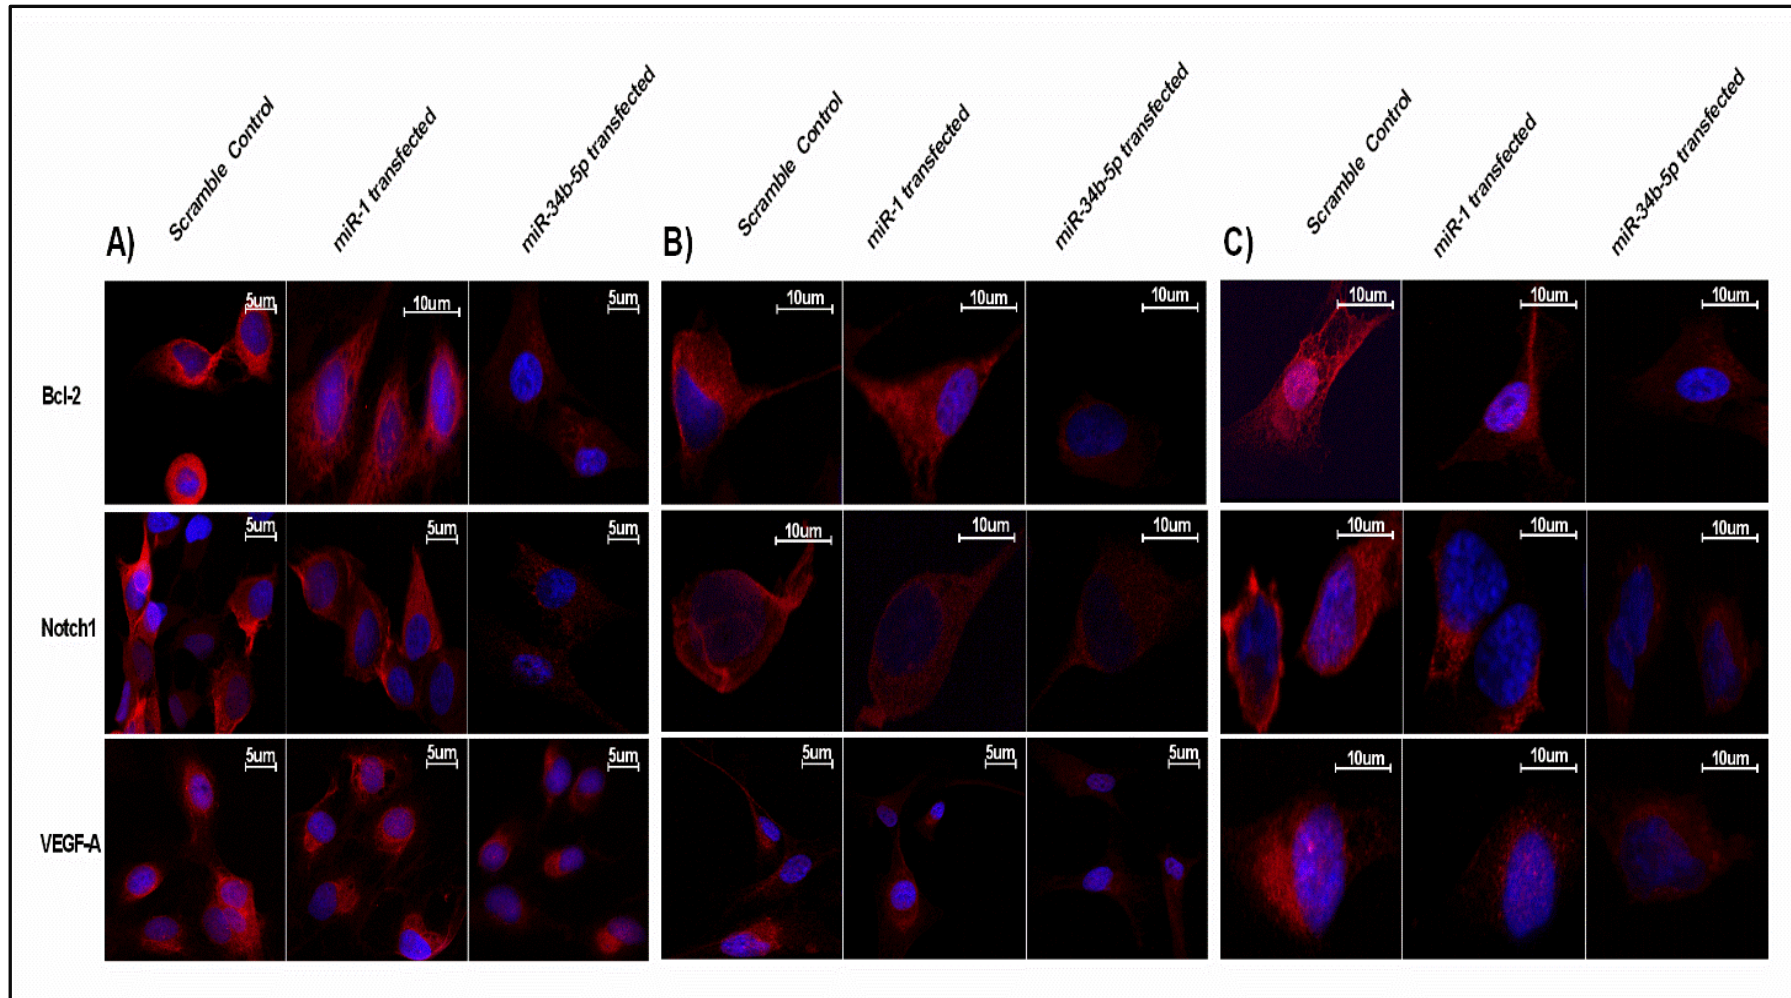 Scramble Control
miR-1 transfected
miR-34b-5p transfected
Scramble Control
miR-1 transfected
miR-34b-5p transfected
Scramble Control
miR-1 transfected
miR-34b-5p transfected
A)
B)
C)
Bcl-2
5um
10um
5um
10um
10um
10um
10um
10um
10um
Notch1
5um
5um
5um
10um
10um
10um
10um
10um
10um
VEGF-A
5um
5um
5um
5um
5um
5um
10um
10um
10um